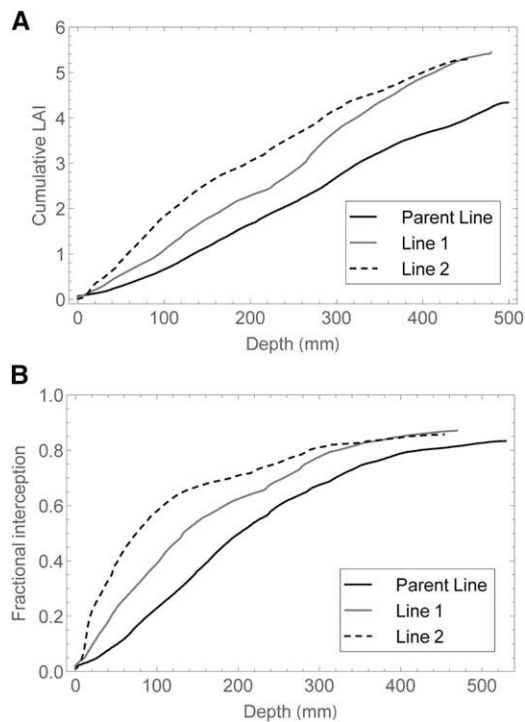 A
Cumulative LAI
6
5
4
3
2
1
0
0 100 200 300 400 500
Depth (mm)
Parent Line
Line 1
Line 2
B
Fractional interception
1.0
0.8
0.6
0.4
0.2
0.0
0 100 200 300 400 500
Depth (mm)
Parent Line
Line 1
Line 2